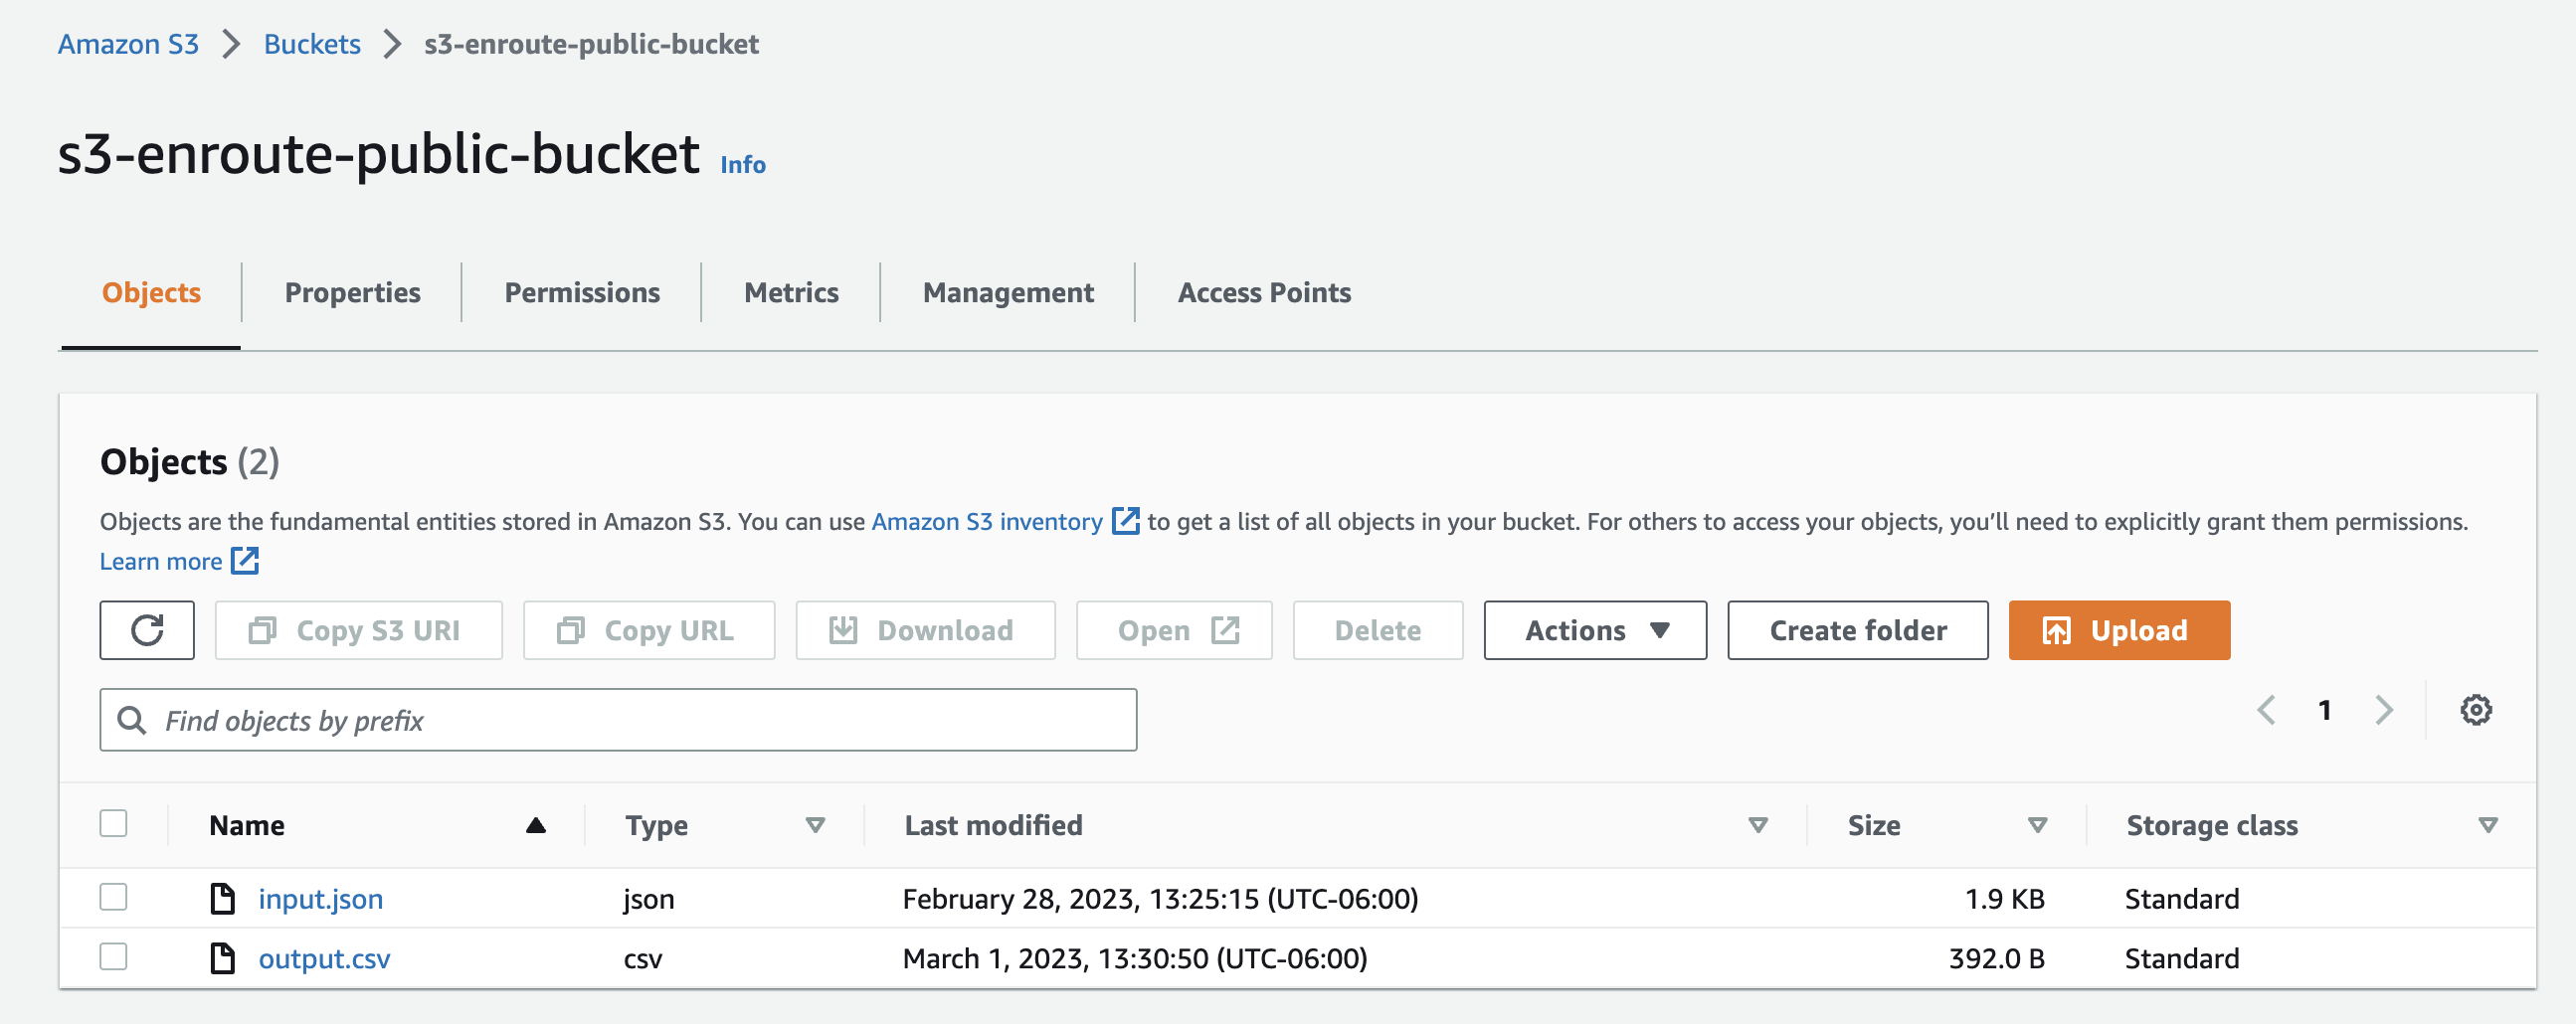 Amazon S3 > Buckets > s3-enroute-public-bucket
s3-enroute-public-bucket Info
Objects Properties Permissions Metrics Management Access Points
Objects (2)
Objects are the fundamental entities stored in Amazon S3. You can use Amazon S3 inventory to get a list of all objects in your bucket. For others to access your objects, you’ll need to explicitly grant them permissions.
Learn more
Copy S3 URI Copy URL Download Open Delete Actions Create folder Upload
Find objects by prefix 1
Name Type Last modified Size Storage class
input.json json February 28, 2023, 13:25:15 (UTC-06:00) 1.9 KB Standard
output.csv csv March 1, 2023, 13:30:50 (UTC-06:00) 392.0 B Standard